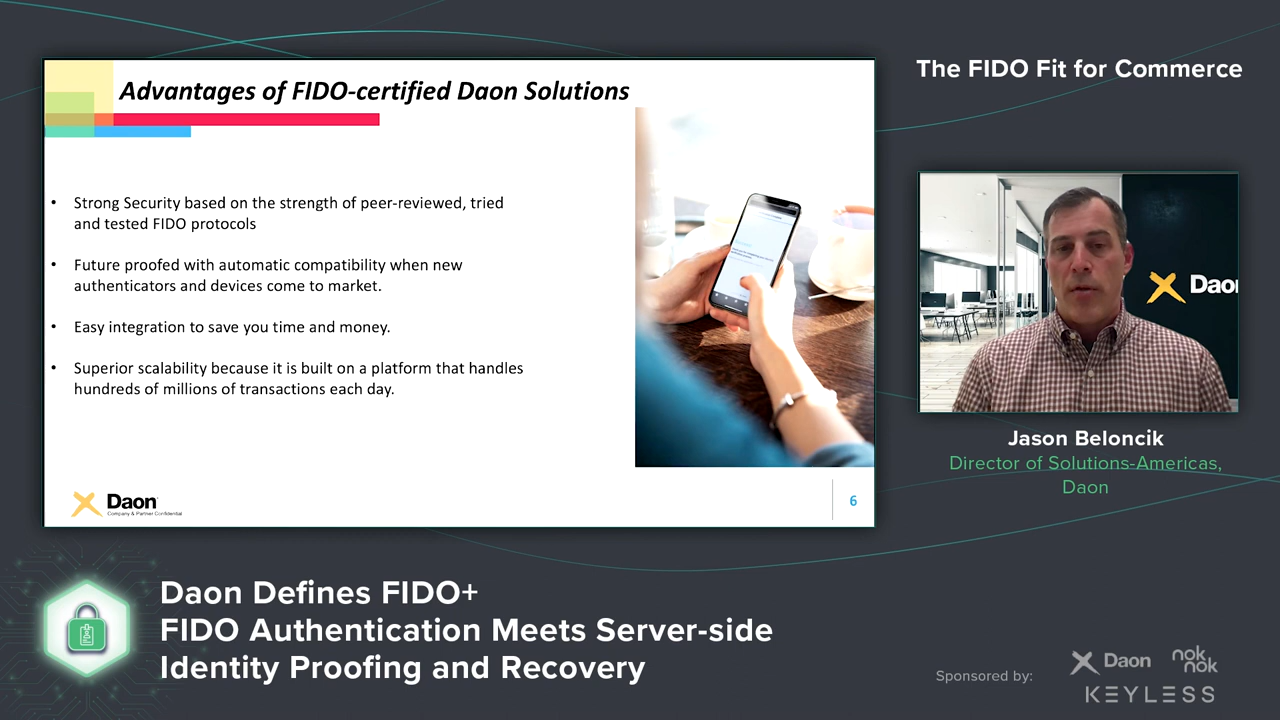 The FIDO Fit for Commerce
Advantages of FIDO-certified Daon Solutions
• Strong Security based on the strength of peer-reviewed, tried
and tested FIDO protocols
• Future proofed with automatic compatibility when new
authenticators and devices come to market.
• Easy integration to save you time and money.
• Superior scalability because it is built on a platform that handles
hundreds of millions of transactions each day.
Daon
Company & Partner Confidential
6
Daon
Jason Beloncik
Director of Solutions-Americas,
Daon
Daon Defines FIDO+
FIDO Authentication Meets Server-side
Identity Proofing and Recovery
Sponsored by:
Daon
nok
nok
KEYLESS